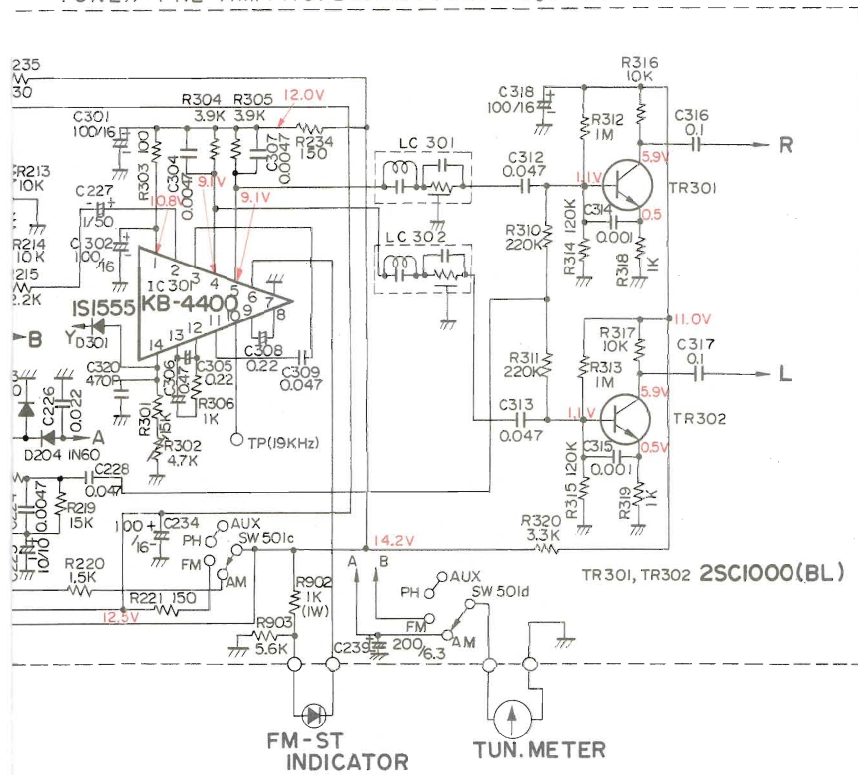 235
30
R304
3.9K
R305
3.9K
12.0V
C301
100/16
R303 100
C304
0.0047
C307
0.0047
R234
150
LC 301
C318
100/16
R316
10K
R312
1M
C316
0.1
R
5.9V
TR301
1.1V
C312
0.047
R310
220K
R314 120K
C314
0.001
0.5
R318
1K
R213
10K
C227
1/50
R214
10K
C302
100/16
10.8V
9.1V
9.1V
LC 302
215
2.2K
1 2 3 4 5 6 7
IC301
KB-4400
14 13 12 11 10 9 8
1S1555
Y
D301
B
C320
470P
C306
.047
C305
0.22
R306
1K
C308
0.22
C309
0.047
R301
15K
R302
4.7K
TP(19KHz)
R311
220K
R313
1M
R317
10K
11.0V
C317
0.1
L
5.9V
TR302
1.1V
C313
0.047
R315 120K
C315
0.001
0.5V
R319
1K
C226
0.022
A
D204 IN60
C228
0.047
0.0047
R219
15K
10/10
100
/16
C234
AUX
PH
SW501c
FM
AM
R220
1.5K
R221 150
12.5V
14.2V
R320
3.3K
R902
1K
(1W)
R903
5.6K
A B
AUX
PH
SW501d
FM
AM
C239
200
/6.3
TR301, TR302 2SC1000(BL)
FM-ST
INDICATOR
TUN. METER